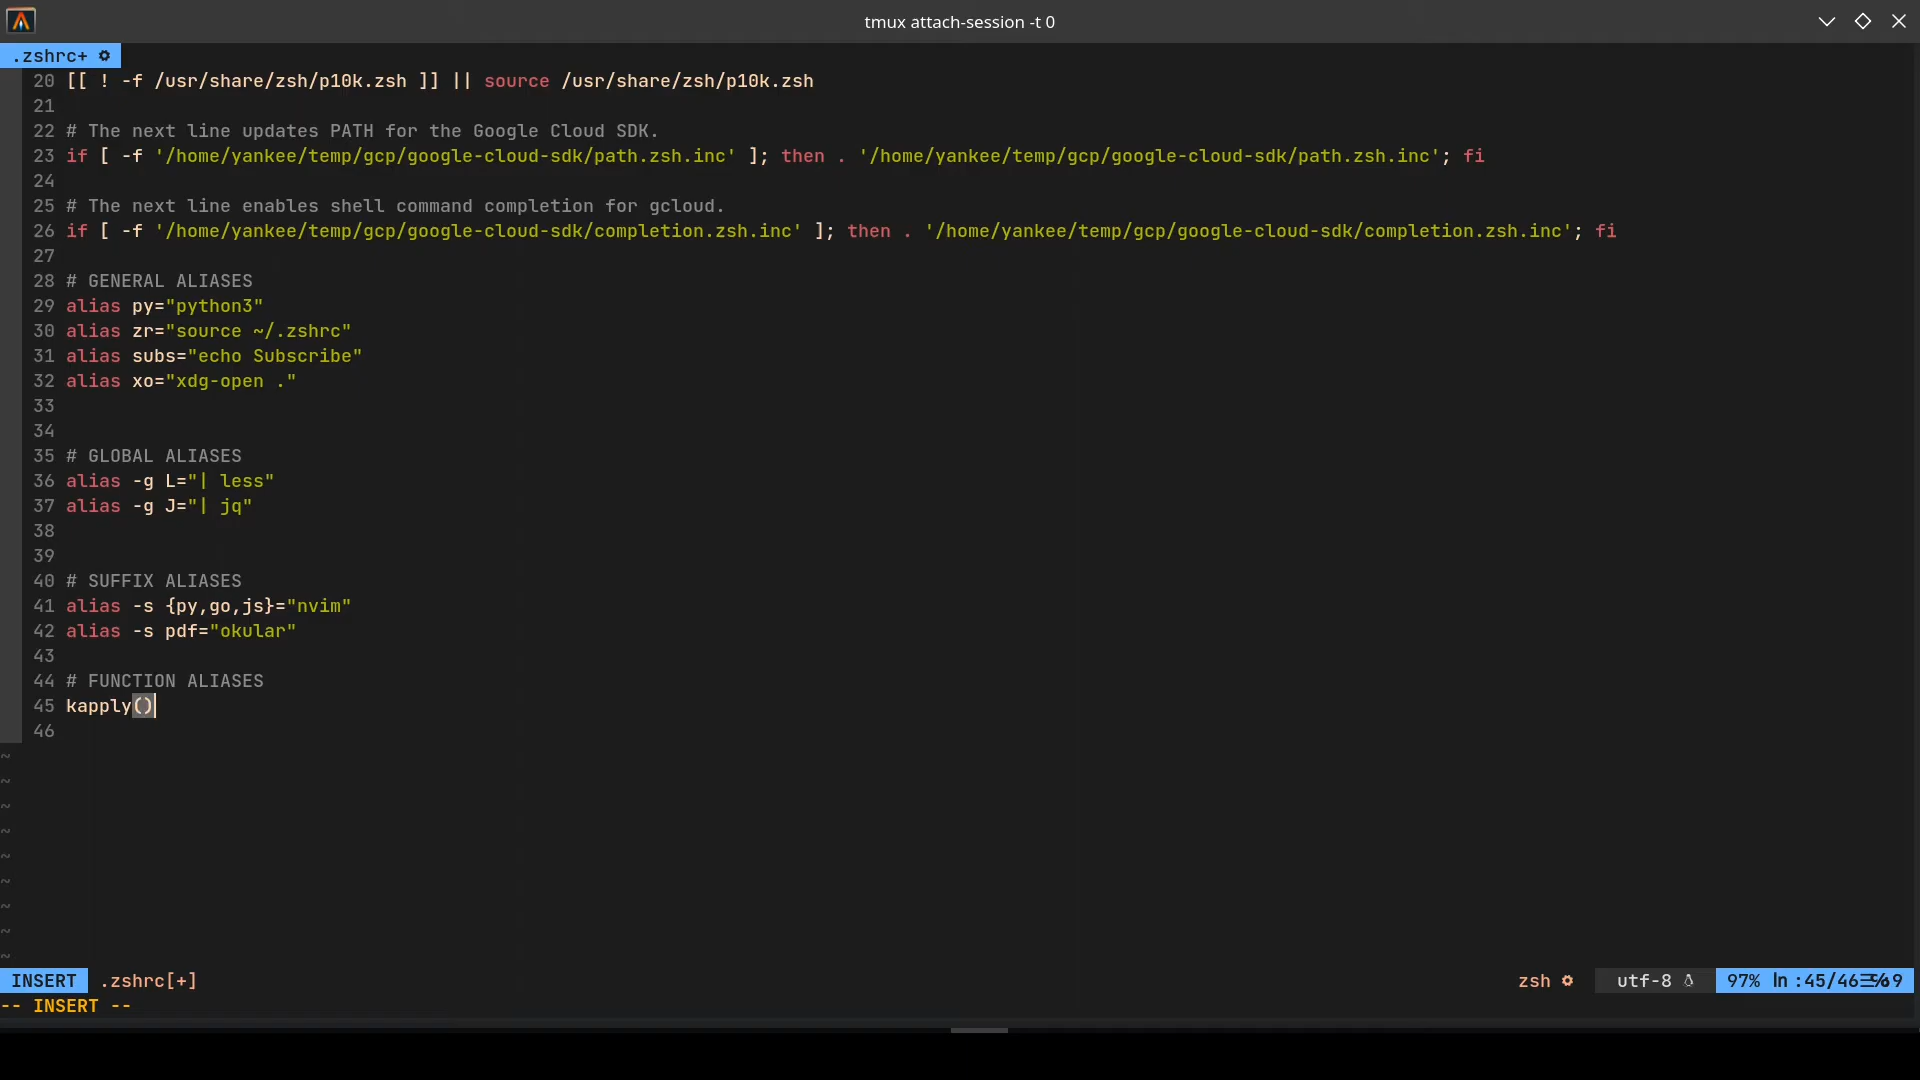 tmux attach-session -t 0
.zshrc+
20 [[ ! -f /usr/share/zsh/p10k.zsh ]] || source /usr/share/zsh/p10k.zsh
21
22 # The next line updates PATH for the Google Cloud SDK.
23 if [ -f '/home/yankee/temp/gcp/google-cloud-sdk/path.zsh.inc' ]; then . '/home/yankee/temp/gcp/google-cloud-sdk/path.zsh.inc'; fi
24
25 # The next line enables shell command completion for gcloud.
26 if [ -f '/home/yankee/temp/gcp/google-cloud-sdk/completion.zsh.inc' ]; then . '/home/yankee/temp/gcp/google-cloud-sdk/completion.zsh.inc'; fi
27
28 # GENERAL ALIASES
29 alias py="python3"
30 alias zr="source ~/.zshrc"
31 alias subs="echo Subscribe"
32 alias xo="xdg-open ."
33
34
35 # GLOBAL ALIASES
36 alias -g L="| less"
37 alias -g J="| jq"
38
39
40 # SUFFIX ALIASES
41 alias -s {py,go,js}="nvim"
42 alias -s pdf="okular"
43
44 # FUNCTION ALIASES
45 kapply()
46
~
~
~
~
~
~
~
~
~
INSERT .zshrc[+] zsh utf-8 97% ln :45/46 9
-- INSERT --